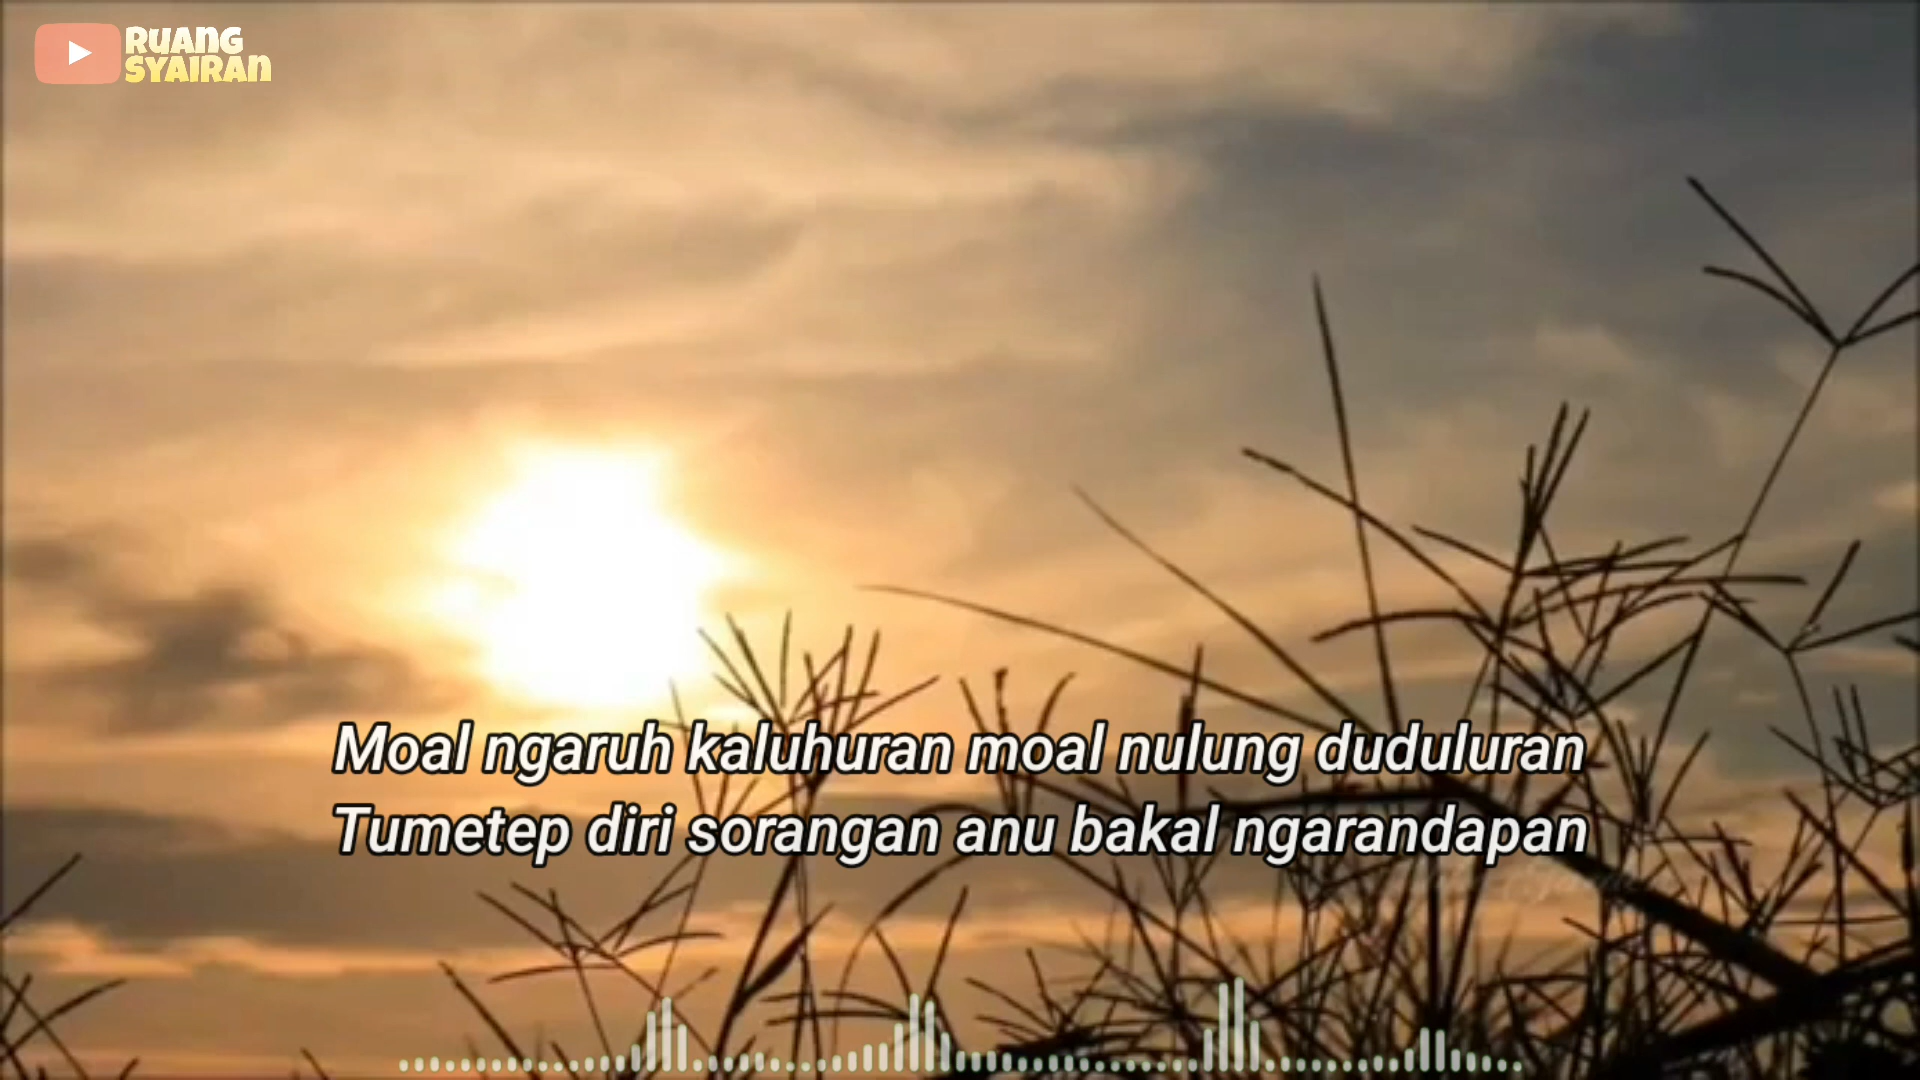 RUANG
SYAIRAN
Moal ngaruh kaluhuran moal nulung duduluran
Tumetep diri sorangan anu bakal ngarandapan